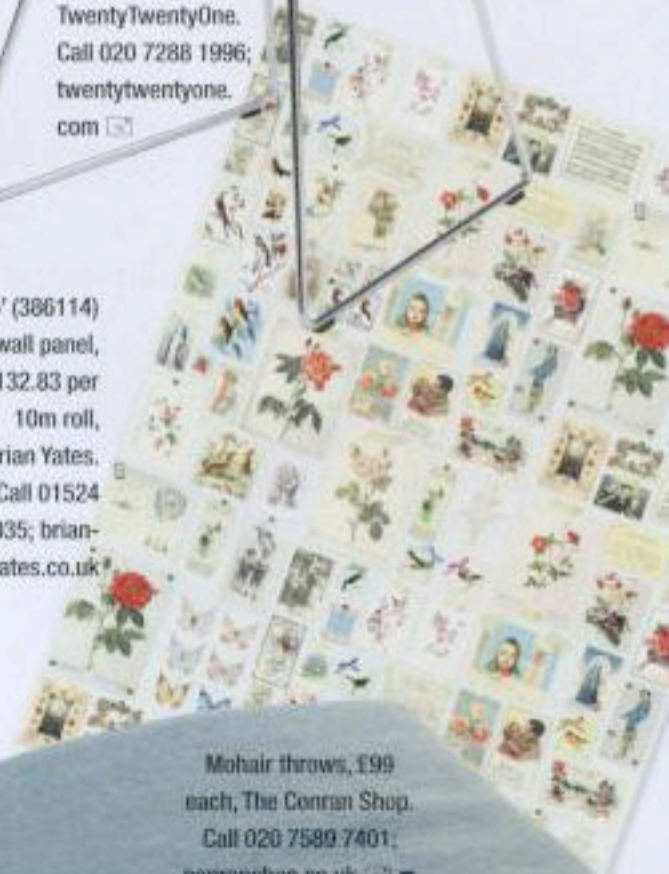 TwentyTwentyOne.
Call 020 7288 1996;
twentytwentyone.
com
(386114)
wall panel,
132.83 per
10m roll,
rian Yates.
Call 01524
035; brian-
ates.co.uk
Mohair throws, £99
each, The Conran Shop.
Call 020 7589 7401;